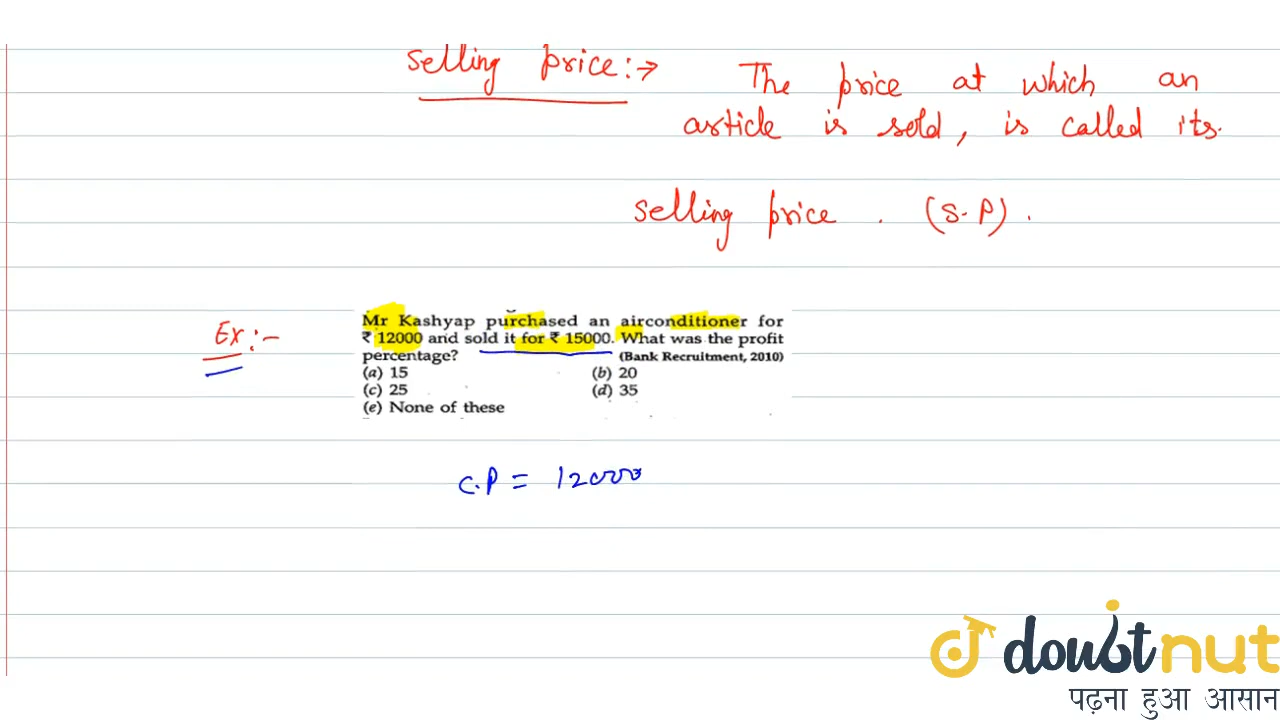 Selling price:→ The price at which an
article is sold, is called its.
Selling price . (S.P) .
Ex:-
Mr Kashyap purchased an airconditioner for
₹ 12000 and sold it for ₹ 15000. What was the profit
percentage? (Bank Recruitment, 2010)
(a) 15 (b) 20
(c) 25 (d) 35
(e) None of these
C.P = 12000
doubtnut
पढ़ना हुआ आसान